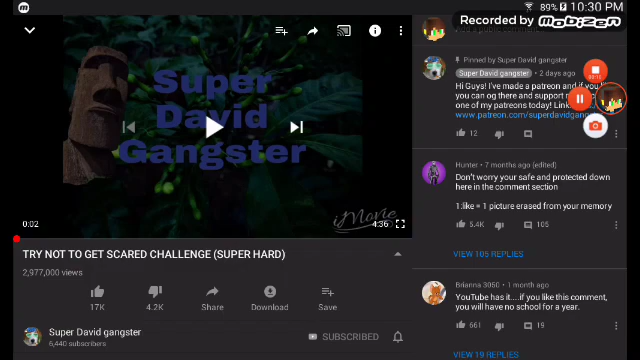 89% 10:30 PM
Recorded by
mobizen
Super
David
Gangster
iMovie
0:02
4:36
TRY NOT TO GET SCARED CHALLENGE (SUPER HARD)
2,977,000 views
17K
4.2K
Share
Download
Save
Super David gangster
6,440 subscribers
SUBSCRIBED
Pinned by Super David gangster
Super David gangster • 2 days ago
Hi Guys! I've made a patreon and if you
you can og there and support
one of my patreons today!
www.patreon.com/superdavidgang
12
Hunter • 7 months ago (edited)
Don't worry your safe and protected down
here in the comment section
1:like = 1 picture erased from your memory
5.4K
105
VIEW 105 REPLIES
Brianna 3050 • 1 month ago
YouTube has it....if you like this comment,
you will have no school for a year.
661
19
VIEW 19 REPLIES